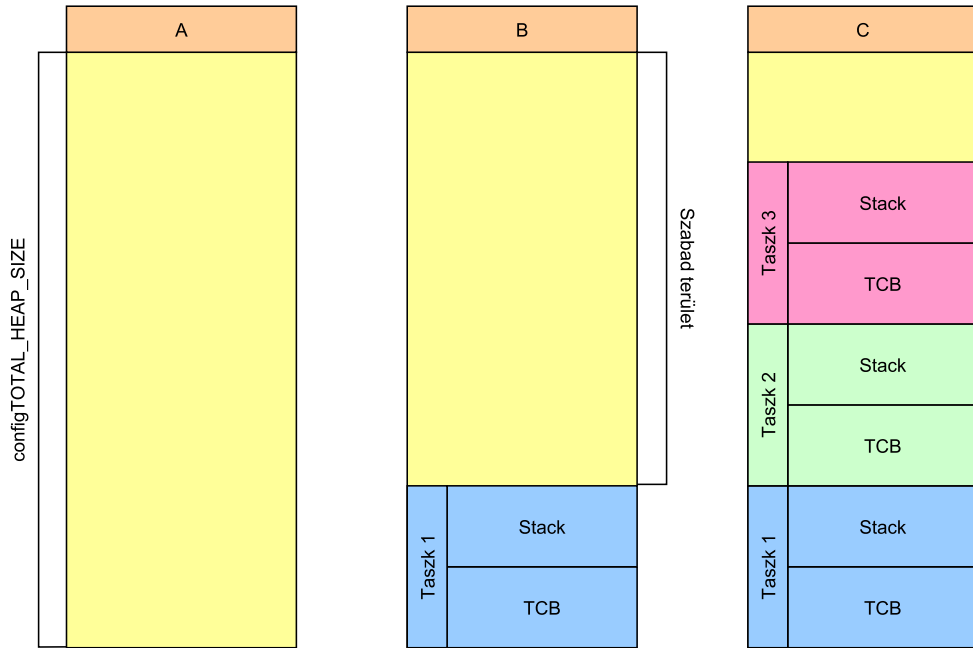 A
B
C
configTOTAL_HEAP_SIZE
Szabad terület
Taszk 1
Stack
TCB
Taszk 3
Stack
TCB
Taszk 2
Stack
TCB
Taszk 1
Stack
TCB